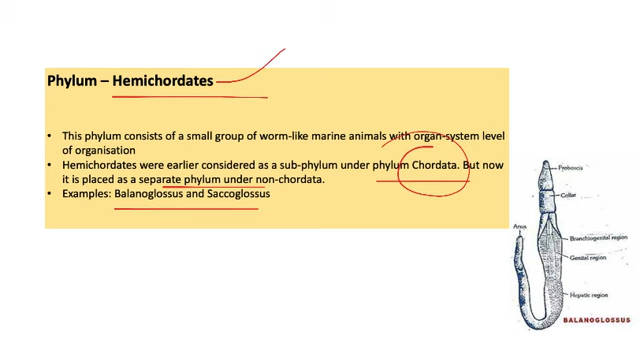 Phylum – Hemichordates
• This phylum consists of a small group of worm-like marine animals with organ-system level
of organisation
• Hemichordates were earlier considered as a sub-phylum under phylum Chordata. But now
it is placed as a separate phylum under non-chordata.
• Examples: Balanoglossus and Saccoglossus
Proboscis
Collar
Anus
Branchiogenital region
Genital region
Hepatic region
BALANOGLOSSUS